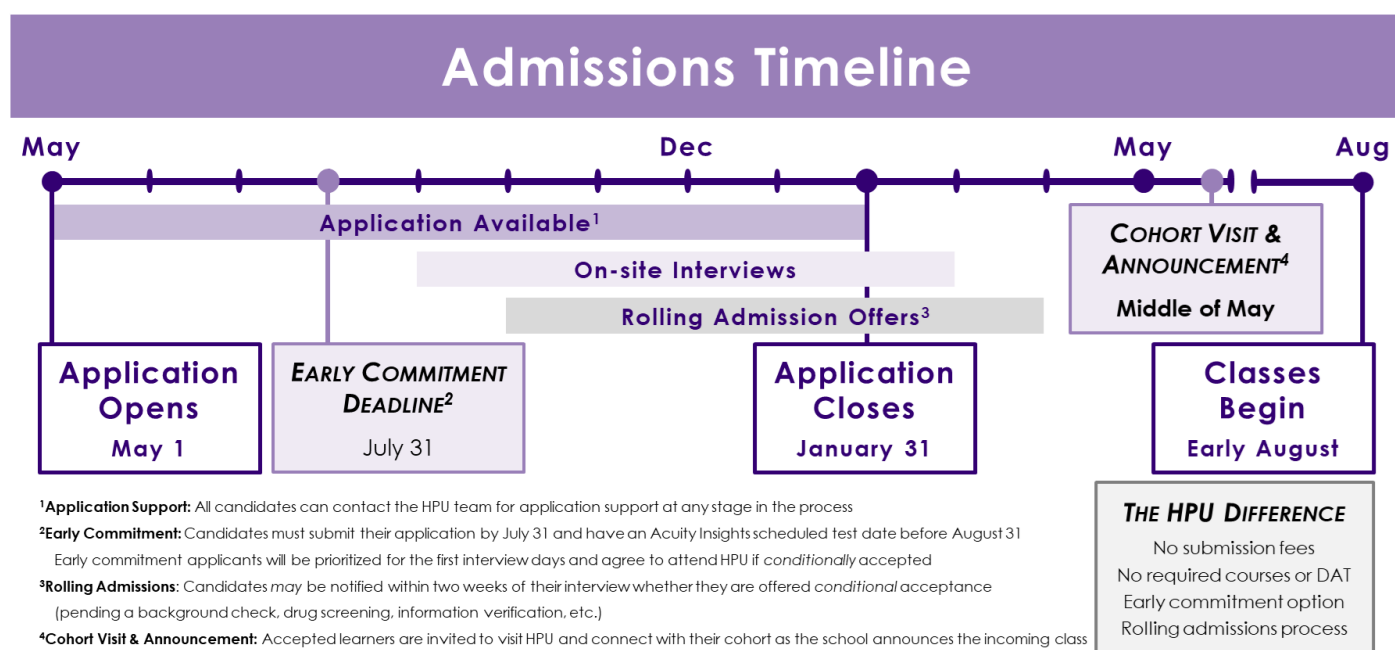 Admissions Timeline
May
Dec
May
Aug
Application Available¹
On-site Interviews
Rolling Admission Offers³
COHORT VISIT &
ANNOUNCEMENT⁴
Middle of May
Application
Opens
May 1
EARLY COMMITMENT
DEADLINE²
July 31
Application
Closes
January 31
Classes
Begin
Early August
¹Application Support: All candidates can contact the HPU team for application support at any stage in the process
²Early Commitment: Candidates must submit their application by July 31 and have an Acuity Insights scheduled test date before August 31
Early commitment applicants will be prioritized for the first interview days and agree to attend HPU if conditionally accepted
³Rolling Admissions: Candidates may be notified within two weeks of their interview whether they are offered conditional acceptance
(pending a background check, drug screening, information verification, etc.)
⁴Cohort Visit & Announcement: Accepted learners are invited to visit HPU and connect with their cohort as the school announces the incoming class
THE HPU DIFFERENCE
No submission fees
No required courses or DAT
Early commitment option
Rolling admissions process